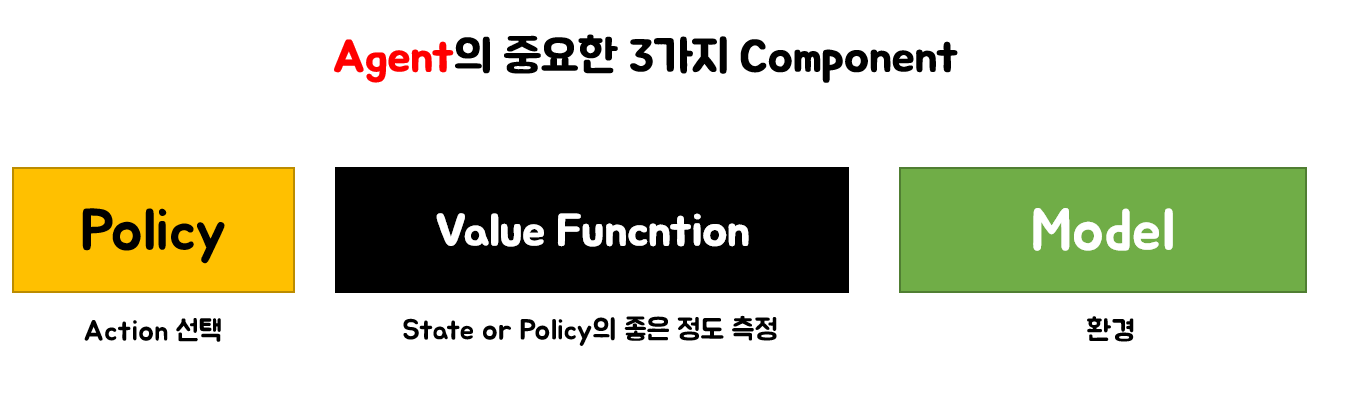 Agent의 중요한 3가지 Component
Policy
Value Funcntion
Model
Action 선택
State or Policy의 좋은 정도 측정
환경